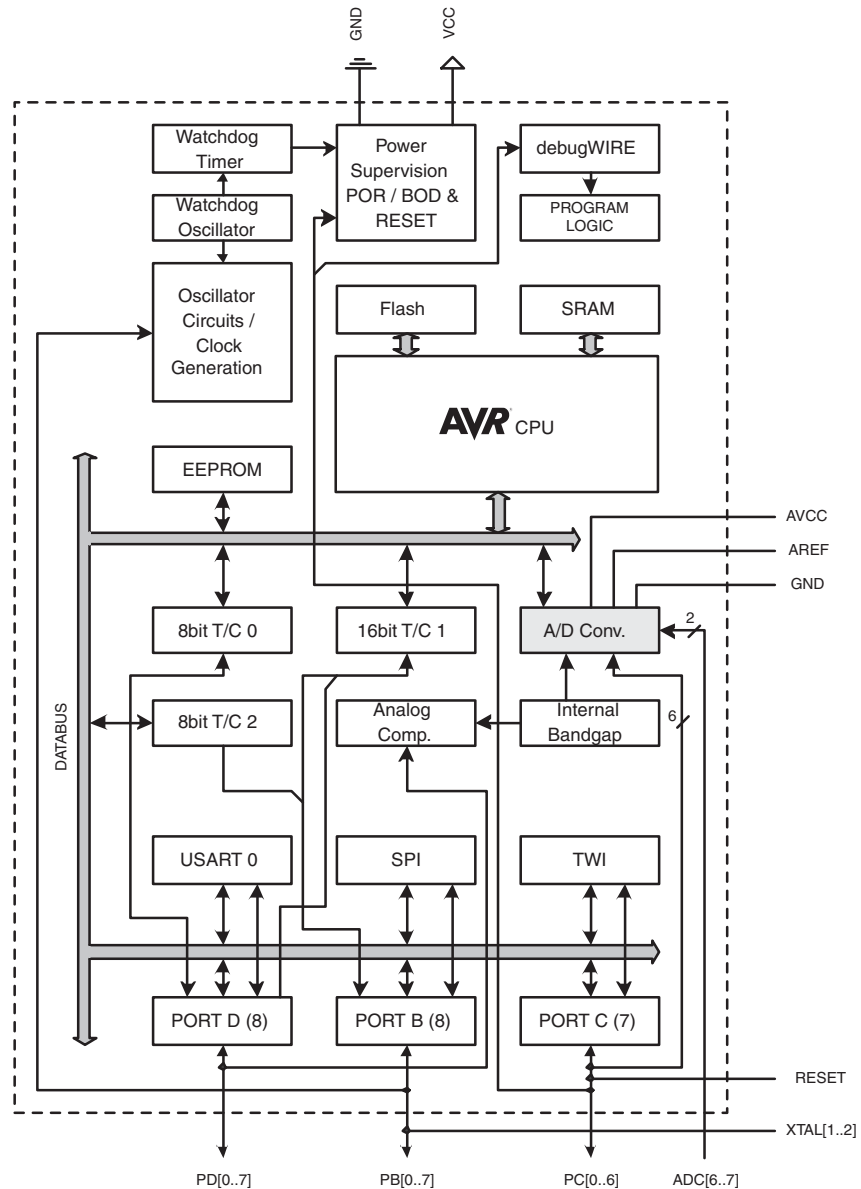 GND
VCC
Watchdog
Timer
Watchdog
Oscillator
Oscillator
Circuits /
Clock
Generation
Power
Supervision
POR / BOD &
RESET
debugWIRE
PROGRAM
LOGIC
Flash
SRAM
AVR CPU
EEPROM
AVCC
AREF
GND
8bit T/C 0
16bit T/C 1
A/D Conv.
2
DATABUS
8bit T/C 2
Analog
Comp.
Internal
Bandgap
6
USART 0
SPI
TWI
PORT D (8)
PORT B (8)
PORT C (7)
RESET
XTAL[1..2]
PD[0..7]
PB[0..7]
PC[0..6]
ADC[6..7]